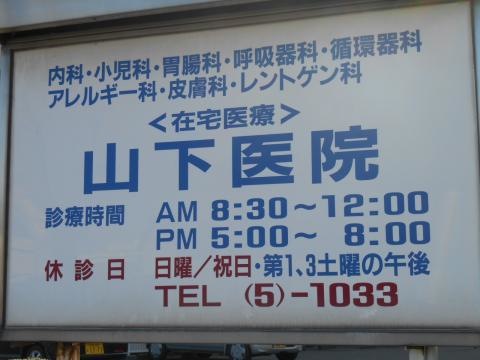 内科・小児科・胃腸科・呼吸器科・循環器科
アレルギー科・皮膚科・レントゲン科
＜在宅医療＞
山下医院
診療時間 AM 8:30～12:00
PM 5:00～ 8:00
休診日 日曜／祝日・第1、3土曜の午後
TEL (5)-1033